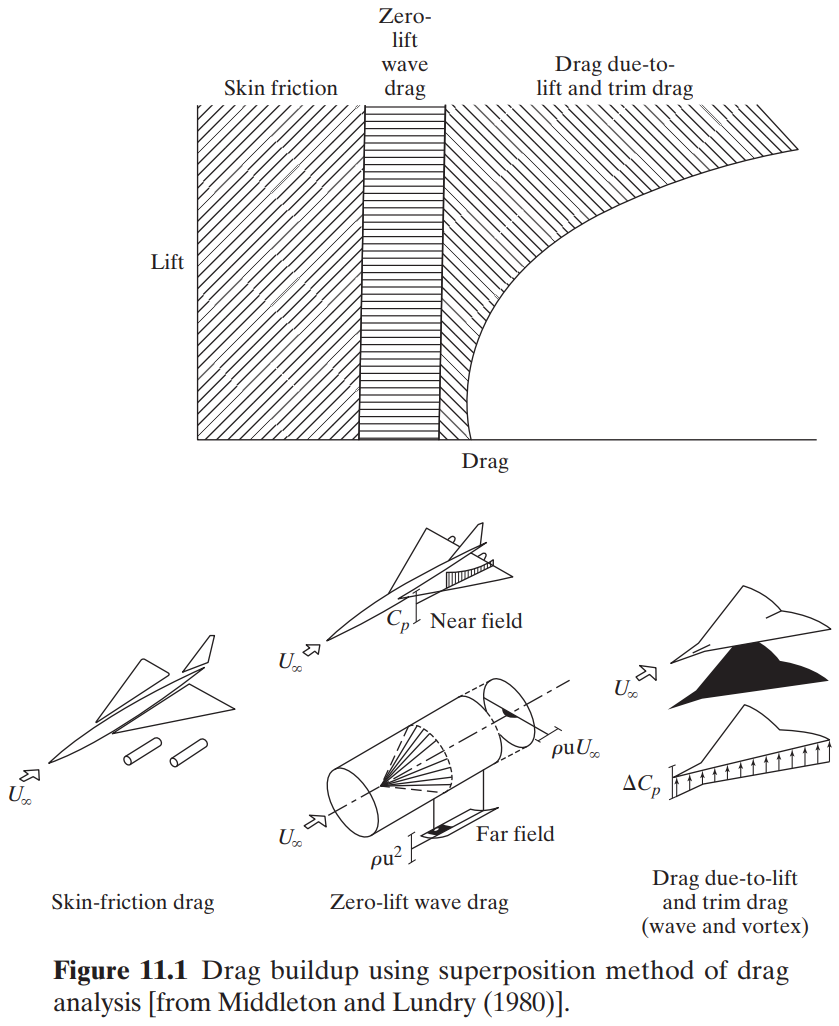 Zero-
lift
wave
drag
Skin friction
Drag due-to-
lift and trim drag
Lift
Drag
Cp
Near field
U∞
U∞
ρuU∞
U∞
ΔCp
U∞
Far field
ρu²
Skin-friction drag
Zero-lift wave drag
Drag due-to-lift
and trim drag
(wave and vortex)
Figure 11.1 Drag buildup using superposition method of drag
analysis [from Middleton and Lundry (1980)].